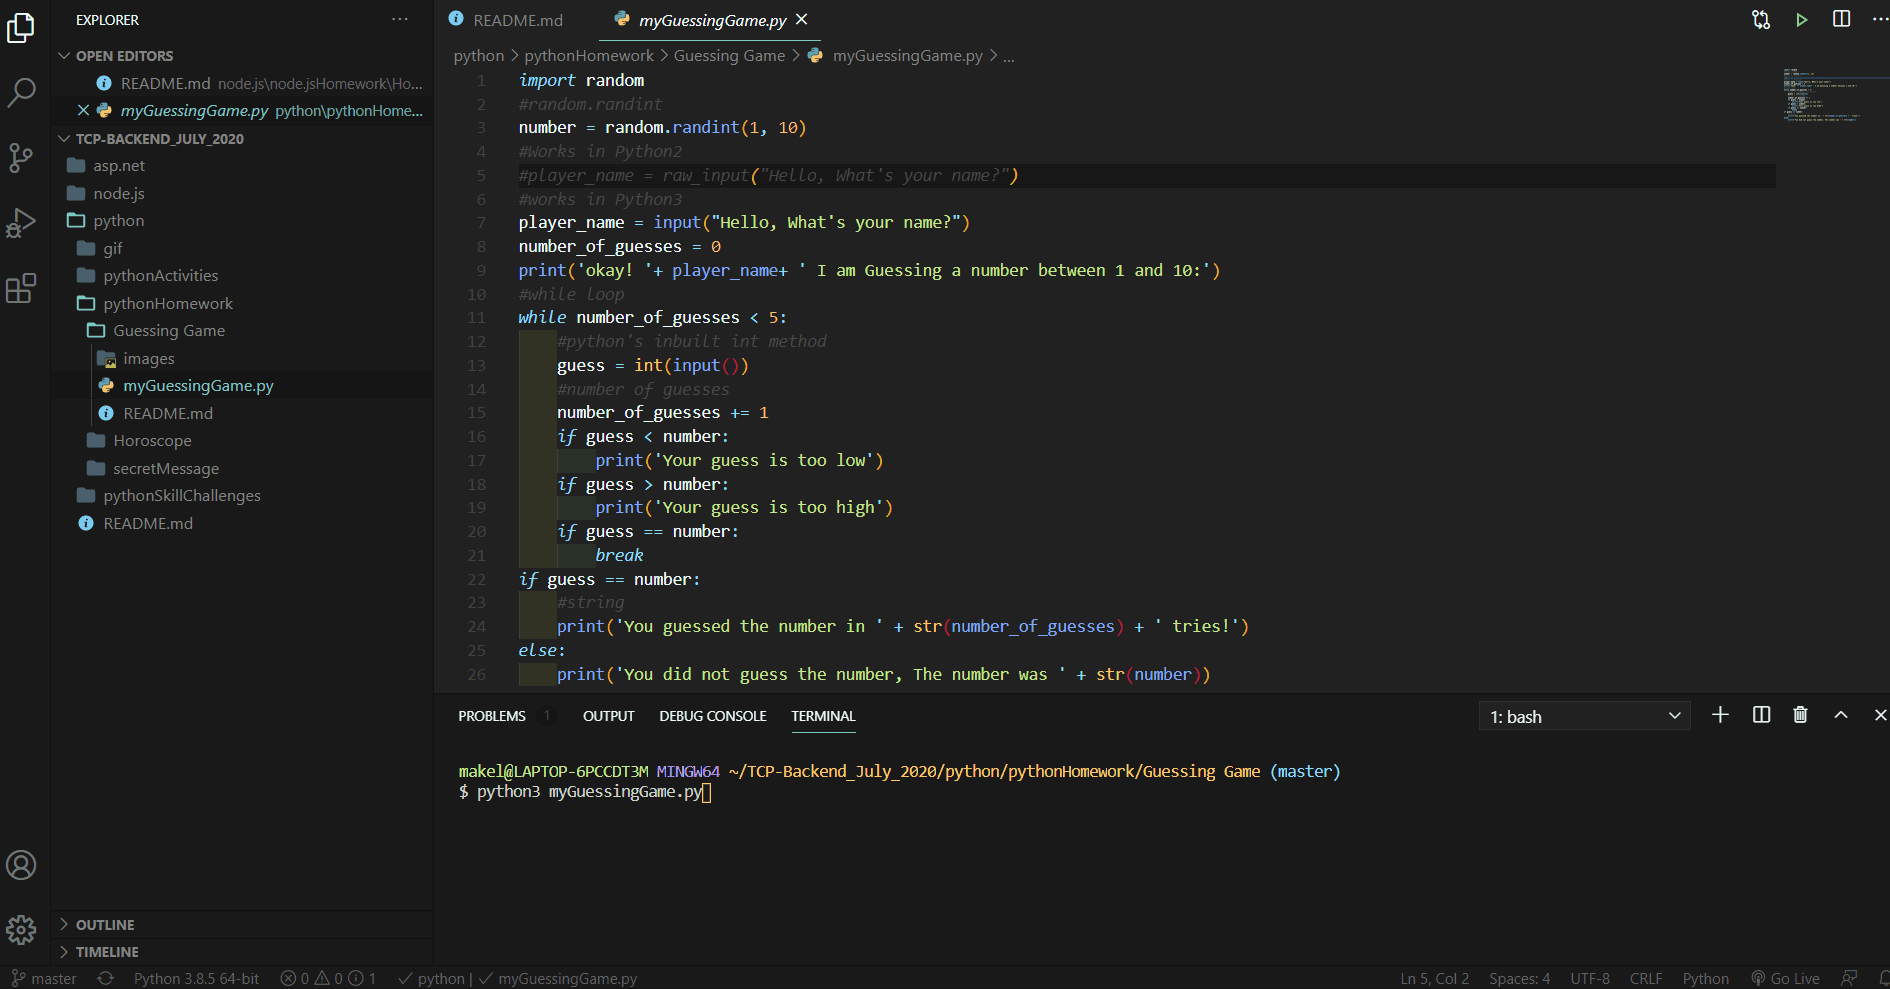 EXPLORER
OPEN EDITORS
README.md node.js\node.jsHomework\Ho...
myGuessingGame.py python\pythonHome...
TCP-BACKEND_JULY_2020
asp.net
node.js
python
gif
pythonActivities
pythonHomework
Guessing Game
images
myGuessingGame.py
README.md
Horoscope
secretMessage
pythonSkillChallenges
README.md
OUTLINE
TIMELINE
README.md myGuessingGame.py
python > pythonHomework > Guessing Game > myGuessingGame.py > ...
1 import random
2 #random.randint
3 number = random.randint(1, 10)
4 #Works in Python2
5 #player_name = raw_input("Hello, What's your name?")
6 #works in Python3
7 player_name = input("Hello, What's your name?")
8 number_of_guesses = 0
9 print('okay! '+ player_name+ ' I am Guessing a number between 1 and 10:')
10 #while loop
11 while number_of_guesses < 5:
12 #python's inbuilt int method
13 guess = int(input())
14 #number of guesses
15 number_of_guesses += 1
16 if guess < number:
17 print('Your guess is too low')
18 if guess > number:
19 print('Your guess is too high')
20 if guess == number:
21 break
22 if guess == number:
23 #string
24 print('You guessed the number in ' + str(number_of_guesses) + ' tries!')
25 else:
26 print('You did not guess the number, The number was ' + str(number))
PROBLEMS 1 OUTPUT DEBUG CONSOLE TERMINAL 1: bash
makel@LAPTOP-6PCCDT3M MINGW64 ~/TCP-Backend_July_2020/python/pythonHomework/Guessing Game (master)
$ python3 myGuessingGame.py
master Python 3.8.5 64-bit 0 0 1 python | myGuessingGame.py Ln 5, Col 2 Spaces: 4 UTF-8 CRLF Python Go Live